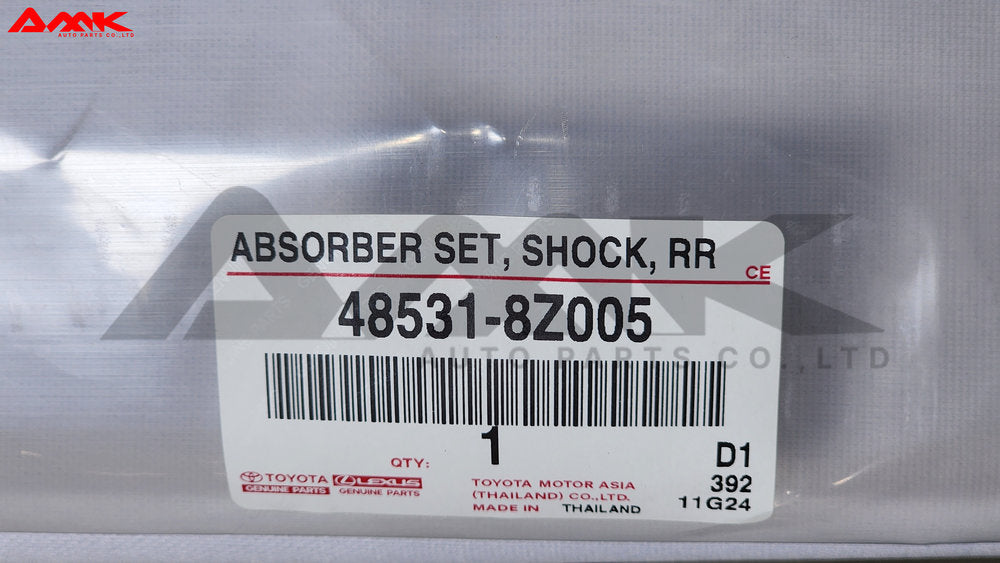 AMK
AUTO PARTS CO.,LTD
ABSORBER SET, SHOCK, RR
CE
48531-8Z005
AMK
AUTO PARTS CO.,LTD
1
QTY:
D1
TOYOTA LEXUS
GENUINE PARTS GENUINE PARTS
392
TOYOTA MOTOR ASIA
(THAILAND) CO.,LTD.
MADE IN THAILAND
11G24